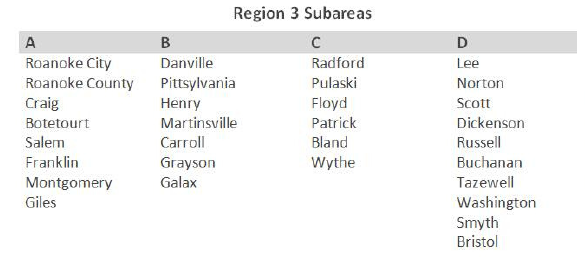 Region 3 Subareas
A B C D
Roanoke City Danville Radford Lee
Roanoke County Pittsylvania Pulaski Norton
Craig Henry Floyd Scott
Botetourt Martinsville Patrick Dickenson
Salem Carroll Bland Russell
Franklin Grayson Wythe Buchanan
Montgomery Galax Tazewell
Giles Washington
Smyth
Bristol